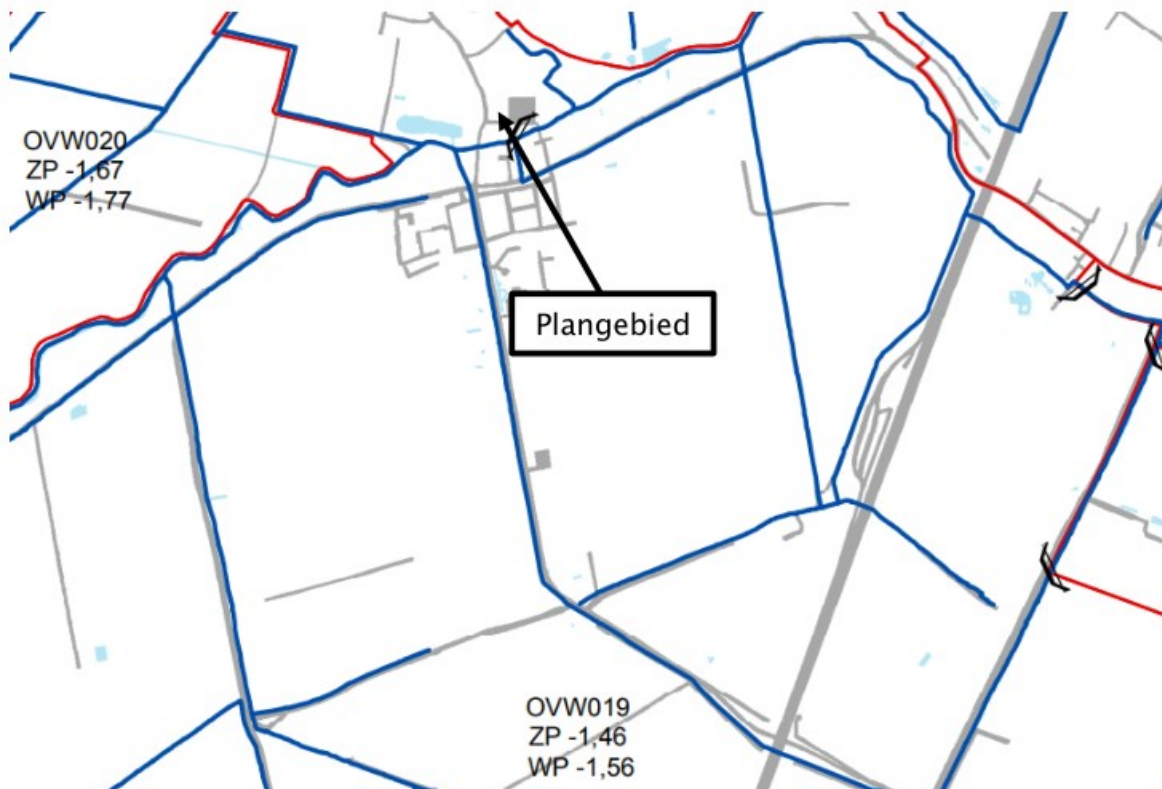 OVW020
ZP -1,67
WP -1,77
Plangebied
OVW019
ZP -1,46
WP -1,56